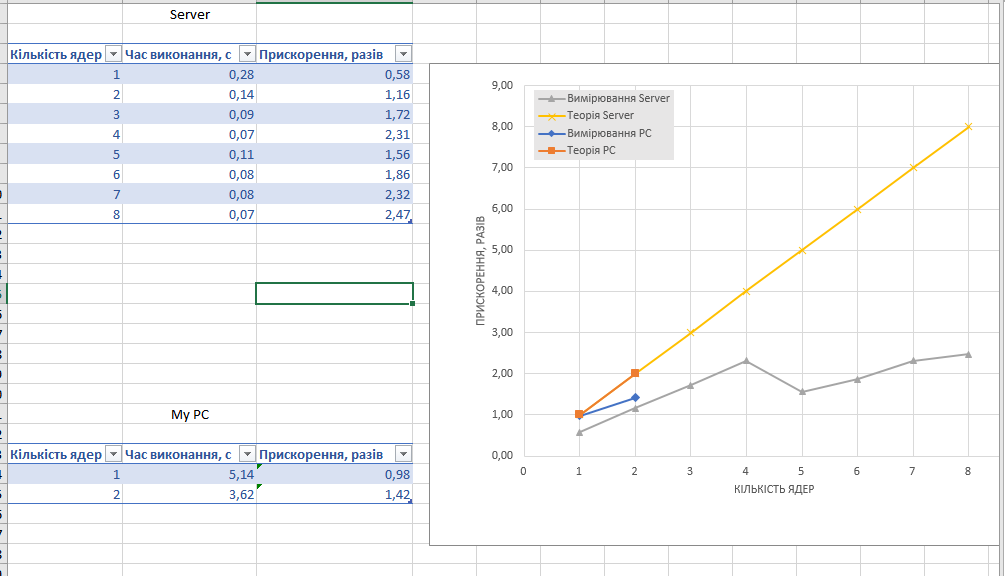 Server
Кількість ядер Час виконання, с Прискорення, разів
1 0,28 0,58
2 0,14 1,16
3 0,09 1,72
4 0,07 2,31
5 0,11 1,56
6 0,08 1,86
7 0,08 2,32
8 0,07 2,47
My PC
Кількість ядер Час виконання, с Прискорення, разів
1 5,14 0,98
2 3,62 1,42
9,00
8,00
7,00
6,00
5,00
4,00
3,00
2,00
1,00
0,00
ПРИСКОРЕННЯ, РАЗІВ
Вимірювання Server
Теорія Server
Вимірювання PC
Теорія PC
0 1 2 3 4 5 6 7 8
КІЛЬКІСТЬ ЯДЕР